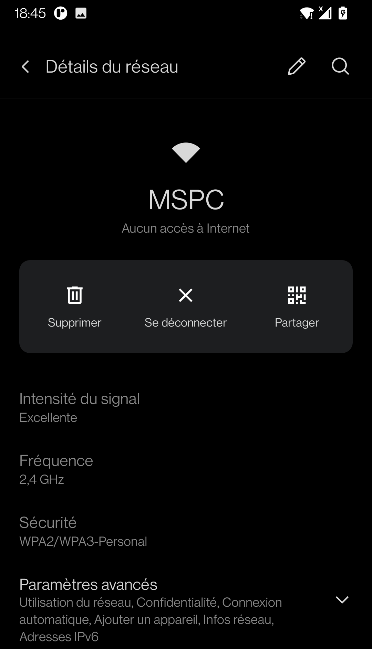 18:45
Détails du réseau
MSPC
Aucun accès à Internet
Supprimer
Se déconnecter
Partager
Intensité du signal
Excellente
Fréquence
2,4 GHz
Sécurité
WPA2/WPA3-Personal
Paramètres avancés
Utilisation du réseau, Confidentialité, Connexion
automatique, Ajouter un appareil, Infos réseau,
Adresses IPv6